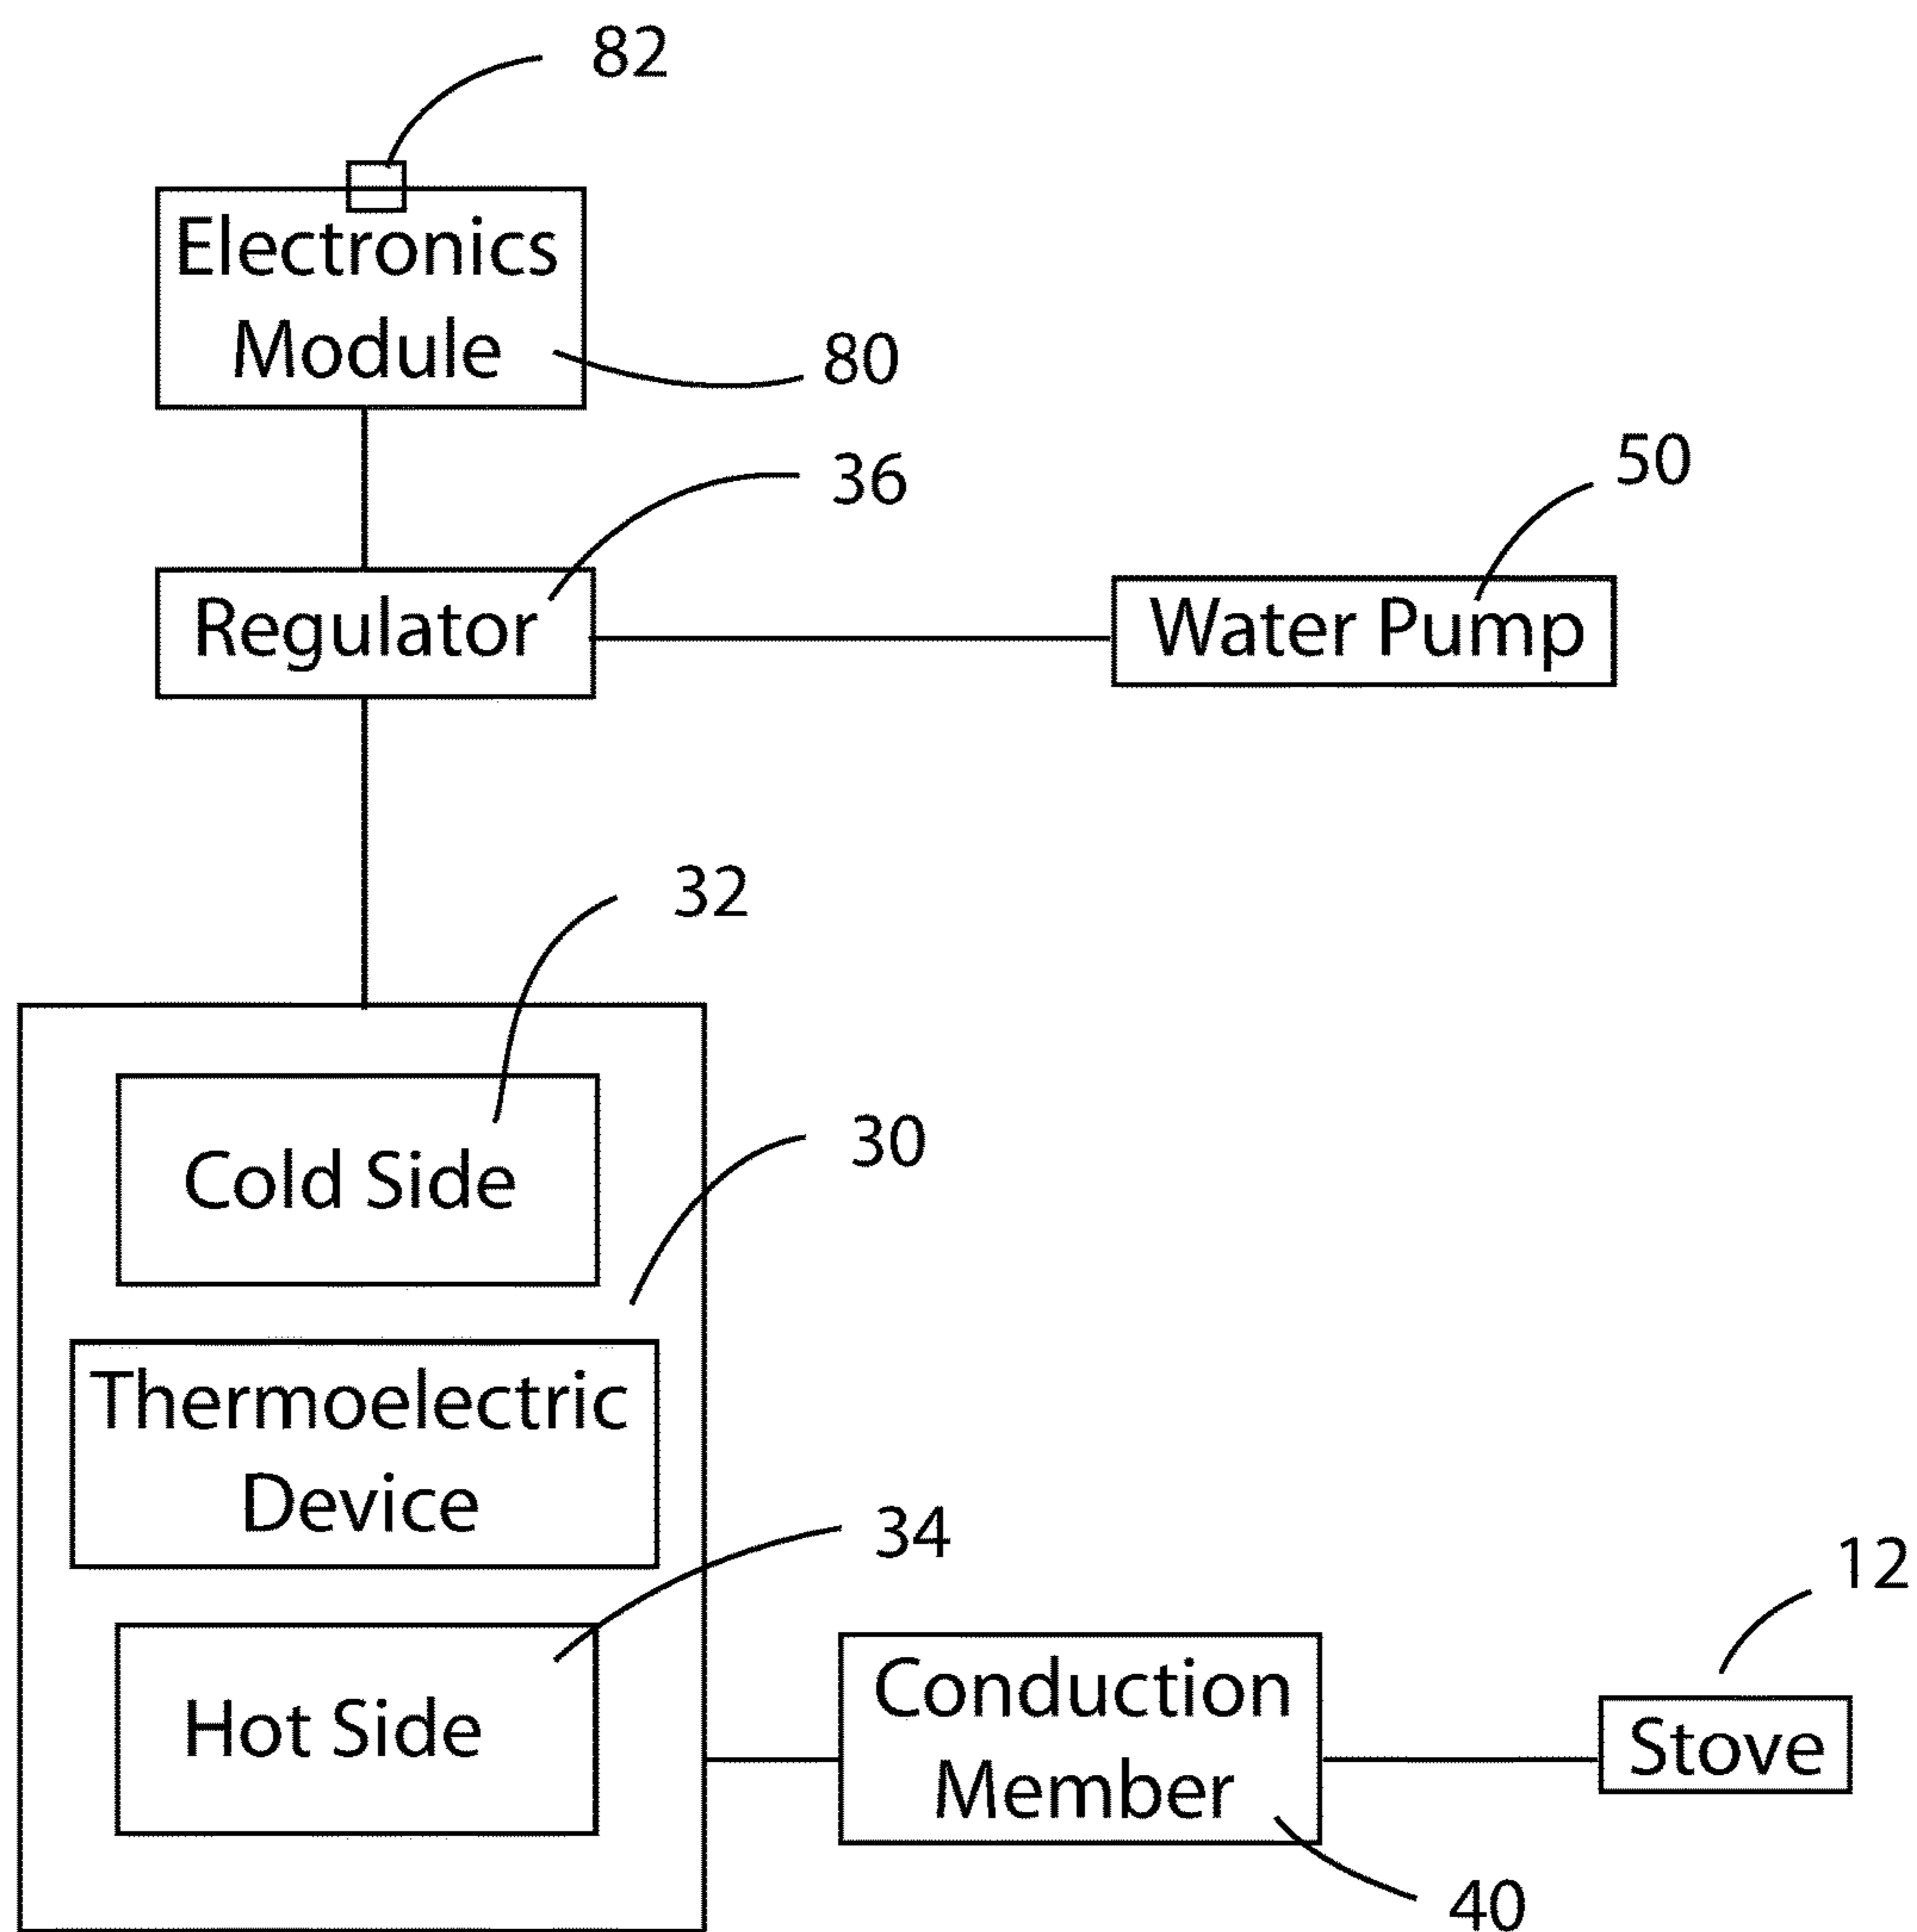 82
Electronics
Module
80
36
50
Regulator
Water Pump
32
Cold Side
30
Thermoelectric
Device
34
12
Hot Side
Conduction
Member
Stove
40